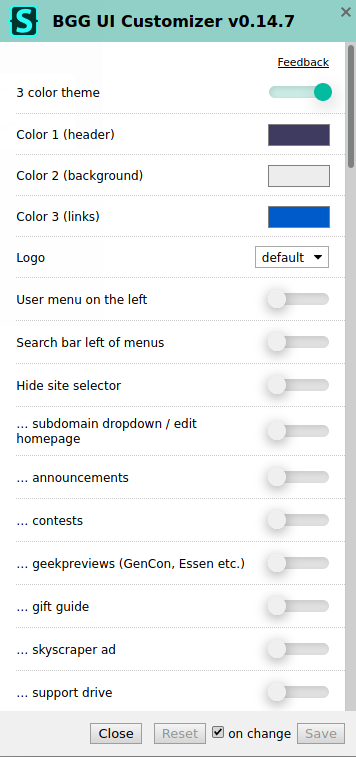 BGG UI Customizer v0.14.7
Feedback
3 color theme
Color 1 (header)
Color 2 (background)
Color 3 (links)
Logo default
User menu on the left
Search bar left of menus
Hide site selector
... subdomain dropdown / edit
homepage
... announcements
... contests
... geekpreviews (GenCon, Essen etc.)
... gift guide
... skyscraper ad
... support drive
Close Reset on change Save